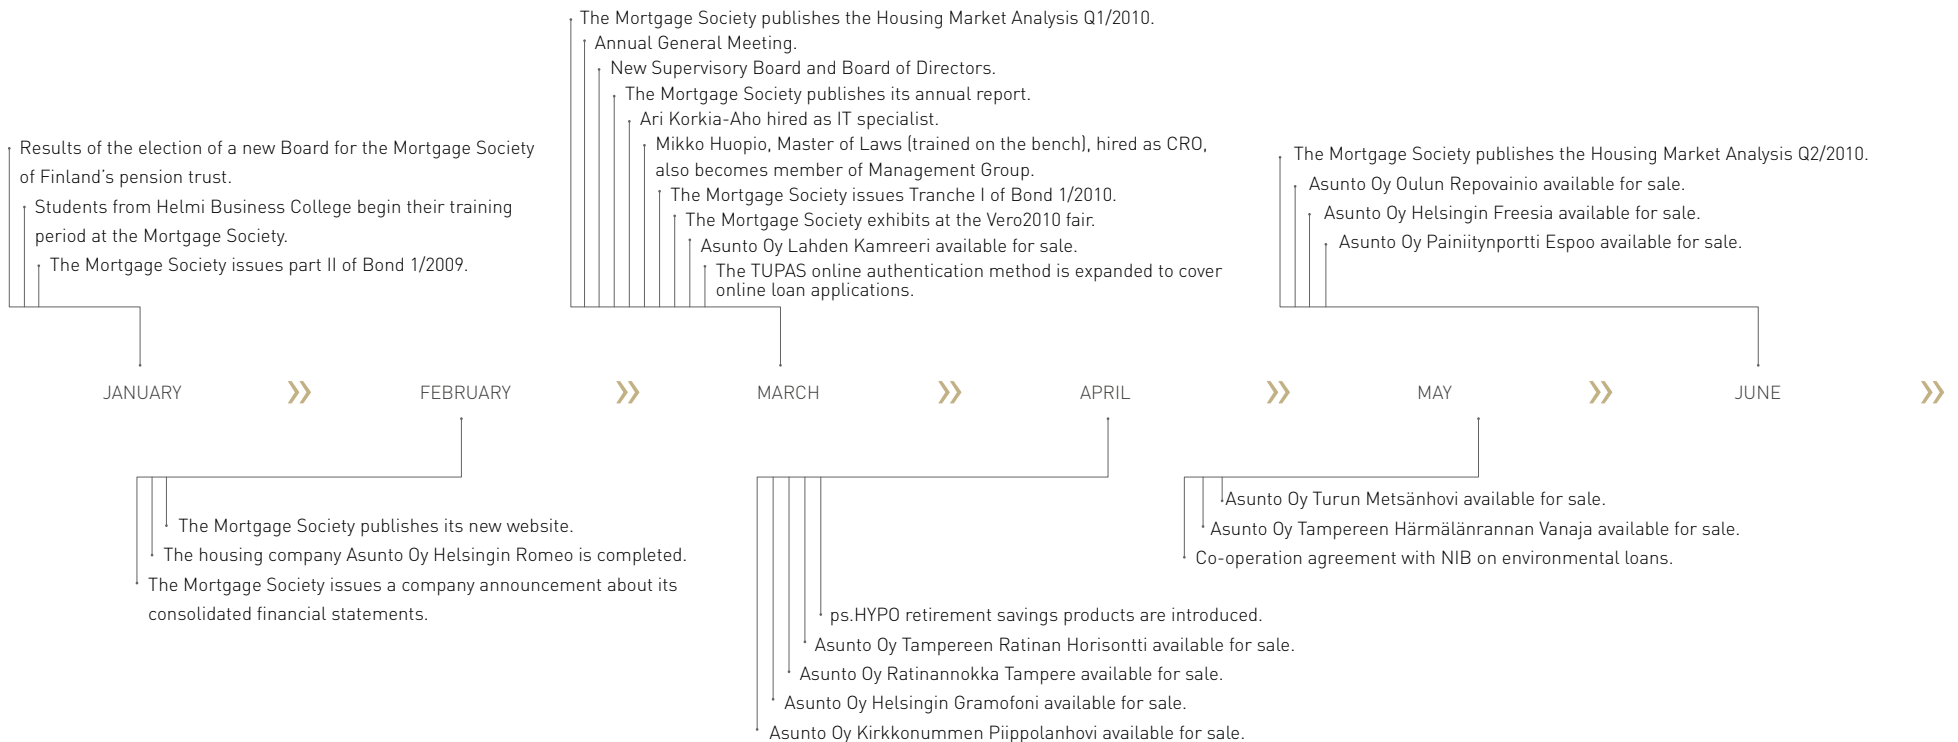 The Mortgage Society publishes the Housing Market Analysis Q1/2010.
Annual General Meeting.
New Supervisory Board and Board of Directors.
The Mortgage Society publishes its annual report.
Ari Korkia-Aho hired as IT specialist.
Mikko Huopio, Master of Laws (trained on the bench), hired as CRO,
also becomes member of Management Group.
The Mortgage Society issues Tranche I of Bond 1/2010.
The Mortgage Society exhibits at the Vero2010 fair.
Asunto Oy Lahden Kamreeri available for sale.
The TUPAS online authentication method is expanded to cover
online loan applications.
Results of the election of a new Board for the Mortgage Society
of Finland's pension trust.
Students from Helmi Business College begin their training
period at the Mortgage Society.
The Mortgage Society issues part II of Bond 1/2009.
The Mortgage Society publishes the Housing Market Analysis Q2/2010.
Asunto Oy Oulun Repovainio available for sale.
Asunto Oy Helsingin Freesia available for sale.
Asunto Oy Painiitynportti Espoo available for sale.
JANUARY » FEBRUARY » MARCH » APRIL » MAY » JUNE »
The Mortgage Society publishes its new website.
The housing company Asunto Oy Helsingin Romeo is completed.
The Mortgage Society issues a company announcement about its
consolidated financial statements.
ps.HYPO retirement savings products are introduced.
Asunto Oy Tampereen Ratinan Horisontti available for sale.
Asunto Oy Ratinannokka Tampere available for sale.
Asunto Oy Helsingin Gramofoni available for sale.
Asunto Oy Kirkkonummen Piippolanhovi available for sale.
Asunto Oy Turun Metsänhovi available for sale.
Asunto Oy Tampereen Härmälänrannan Vanaja available for sale.
Co-operation agreement with NIB on environmental loans.